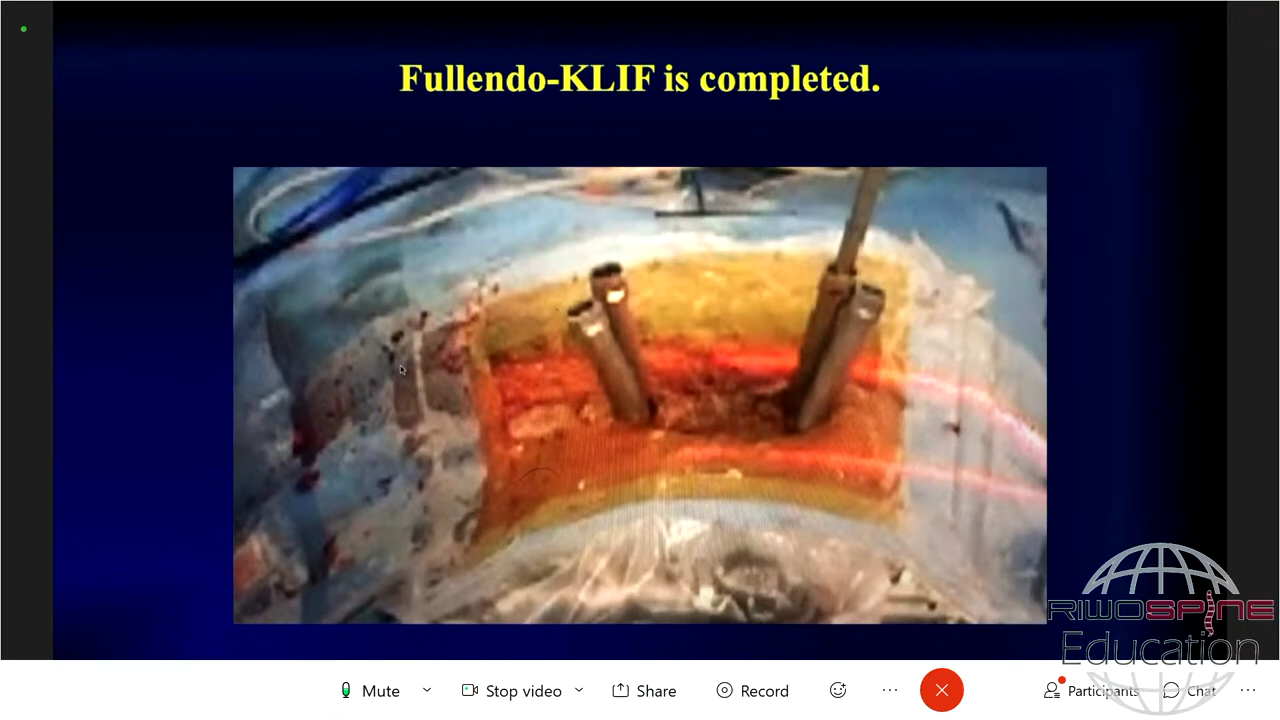 Fullendo-KLIF is completed.
RIWOSPINE
Education
Mute
Stop video
Share
Record
Participants
Chat